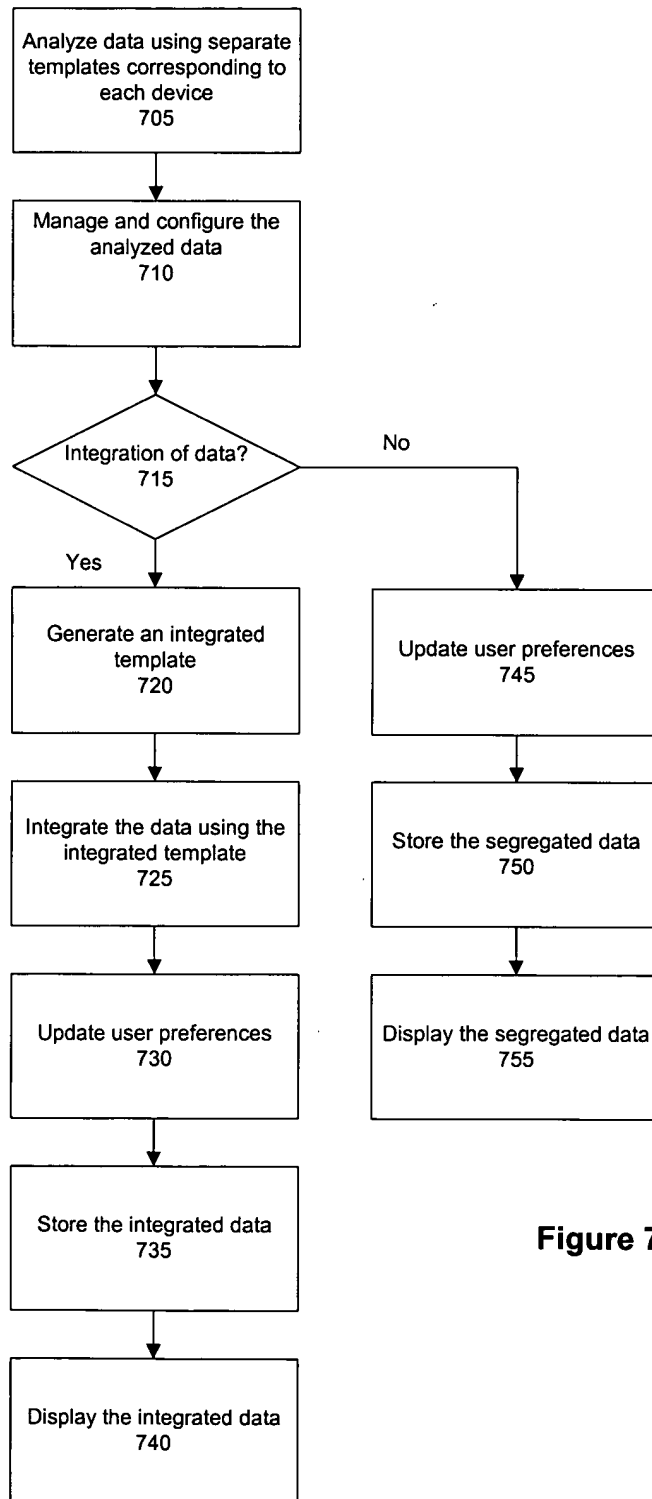 Analyze data using separate
templates corresponding to
each device
705
Manage and configure the
analyzed data
710
Integration of data?
715
No
Yes
Generate an integrated
template
720
Update user preferences
745
Integrate the data using the
integrated template
725
Store the segregated data
750
Update user preferences
730
Display the segregated data
755
Store the integrated data
735
Figure 7
Display the integrated data
740